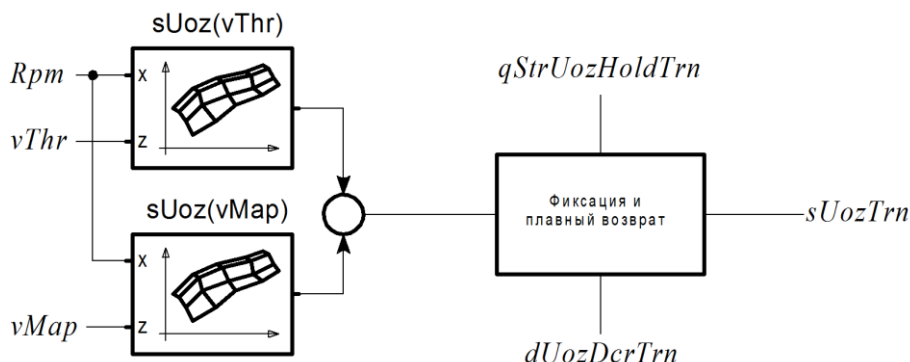 sUoz(vThr)
Rpm
X
vThr
Z
qStrUozHoldTrn
sUoz(vMap)
X
vMap
Z
Фиксация и
плавный возврат
sUozTrn
dUozDcrTrn